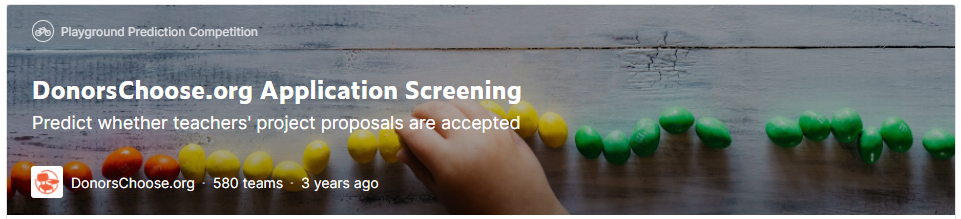 Playground Prediction Competition
DonorsChoose.org Application Screening
Predict whether teachers' project proposals are accepted
DonorsChoose.org · 580 teams · 3 years ago